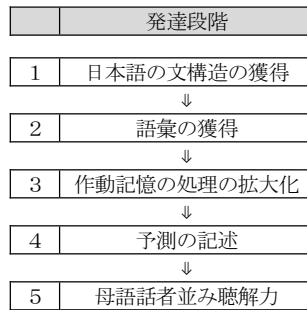 発達段階
1 日本語の文構造の獲得
⇓
2 語彙の獲得
⇓
3 作動記憶の処理の拡大化
⇓
4 予測の記述
⇓
5 母語話者並み聴解力